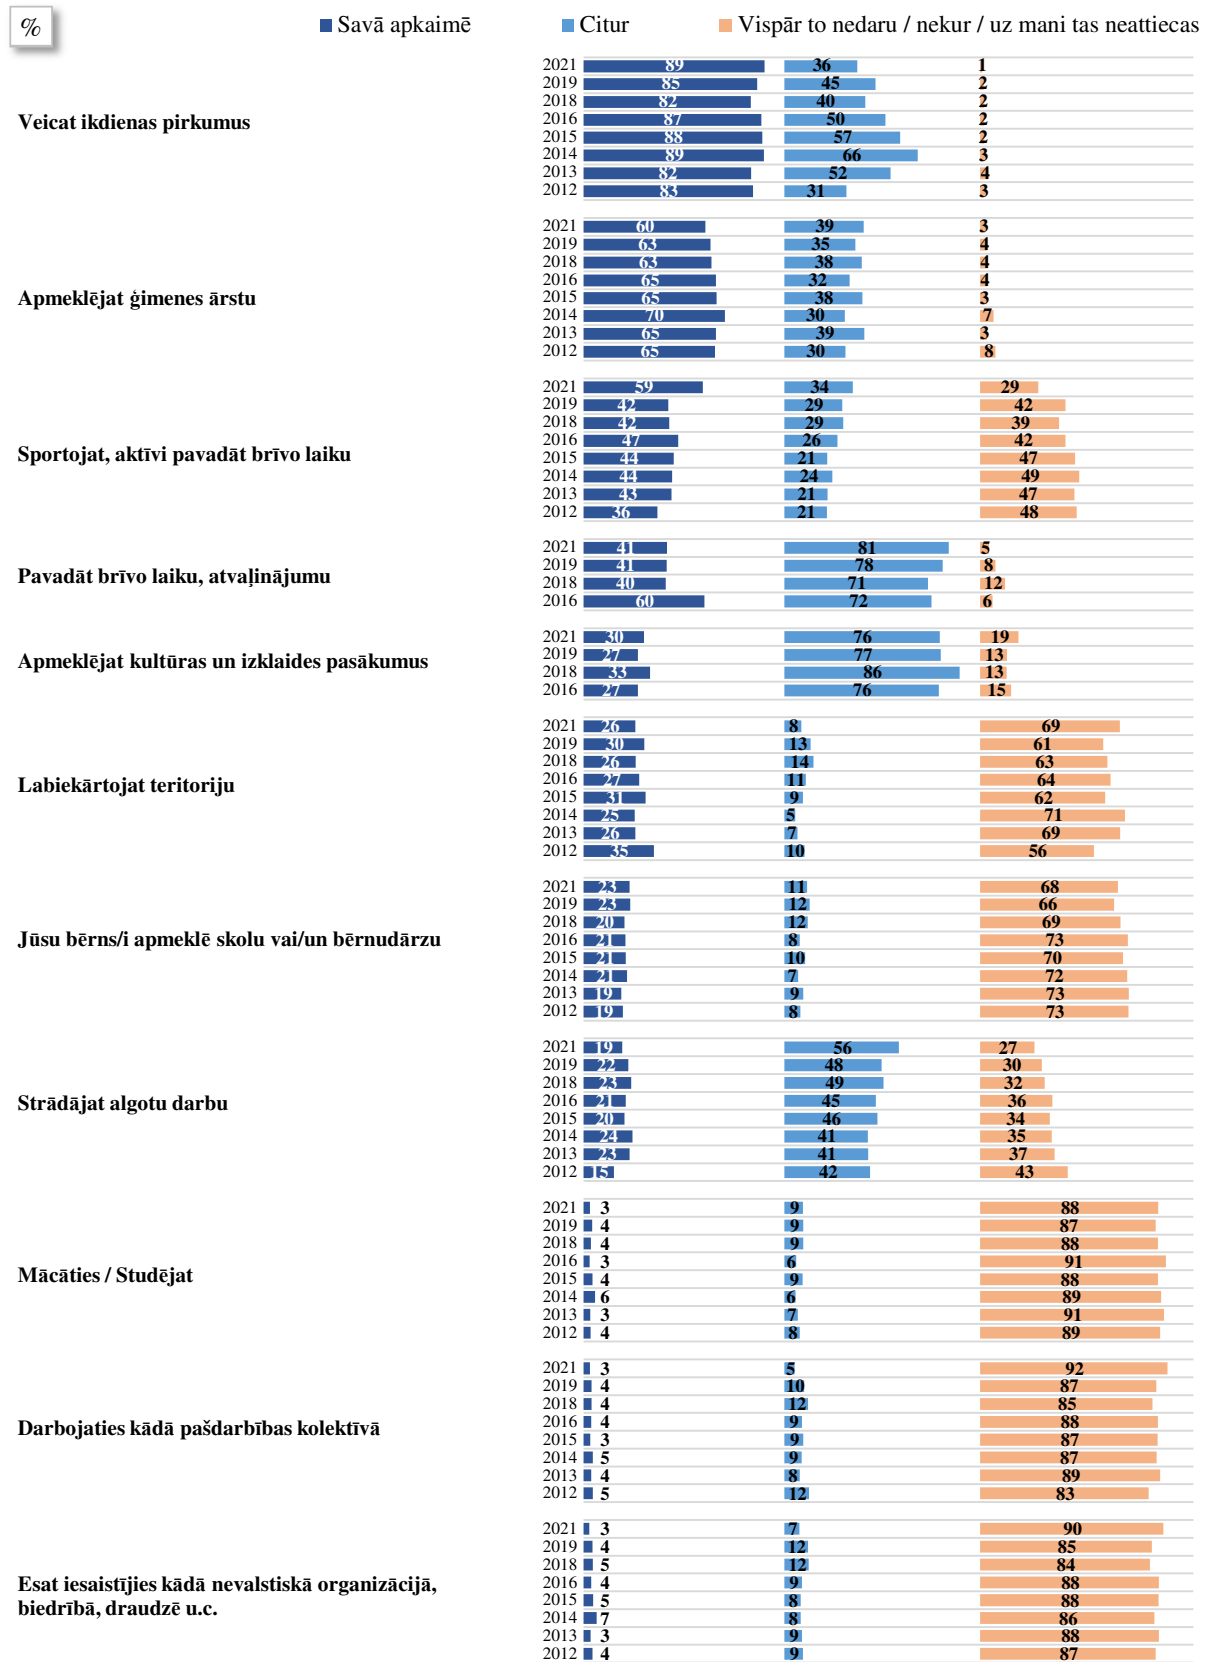 %
Savā apkaimē Citur Vispār to nedaru / nekur / uz mani tas neattiecas
Veicat ikdienas pirkumus
2021 89 36 1
2019 85 45 2
2018 82 40 2
2016 87 50 2
2015 88 57 2
2014 89 66 3
2013 82 52 4
2012 83 31 3
Apmeklējat ģimenes ārstu
2021 60 39 3
2019 63 35 4
2018 63 38 4
2016 65 32 4
2015 65 38 3
2014 70 30 7
2013 65 39 3
2012 65 30 8
Sportojat, aktīvi pavadāt brīvo laiku
2021 59 34 29
2019 42 29 42
2018 42 29 39
2016 47 26 42
2015 44 21 47
2014 44 24 49
2013 43 21 47
2012 36 21 48
Pavadāt brīvo laiku, atvaļinājumu
2021 41 81 5
2019 41 78 8
2018 40 71 12
2016 60 72 6
Apmeklējat kultūras un izklaides pasākumus
2021 30 76 19
2019 27 77 13
2018 33 86 13
2016 27 76 15
Labiekārtojat teritoriju
2021 26 8 69
2019 30 13 61
2018 26 14 63
2016 27 11 64
2015 31 9 62
2014 25 5 71
2013 26 7 69
2012 35 10 56
Jūsu bērns/i apmeklē skolu vai/un bērnudārzu
2021 23 11 68
2019 23 12 66
2018 20 12 69
2016 21 8 73
2015 21 10 70
2014 21 7 72
2013 19 9 73
2012 19 8 73
Strādājat algotu darbu
2021 19 56 27
2019 22 48 30
2018 23 49 32
2016 21 45 36
2015 20 46 34
2014 24 41 35
2013 23 41 37
2012 15 42 43
Mācāties / Studējat
2021 3 9 88
2019 4 9 87
2018 4 9 88
2016 3 6 91
2015 4 9 88
2014 6 6 89
2013 3 7 91
2012 4 8 89
Darbojaties kādā pašdarbības kolektīvā
2021 3 5 92
2019 4 10 87
2018 4 12 85
2016 4 9 88
2015 3 9 87
2014 5 9 87
2013 4 8 89
2012 5 12 83
Esat iesaistījies kādā nevalstiskā organizācijā,
biedrībā, draudzē u.c.
2021 3 7 90
2019 4 12 85
2018 5 12 84
2016 4 9 88
2015 5 8 88
2014 7 8 86
2013 3 9 88
2012 4 9 87